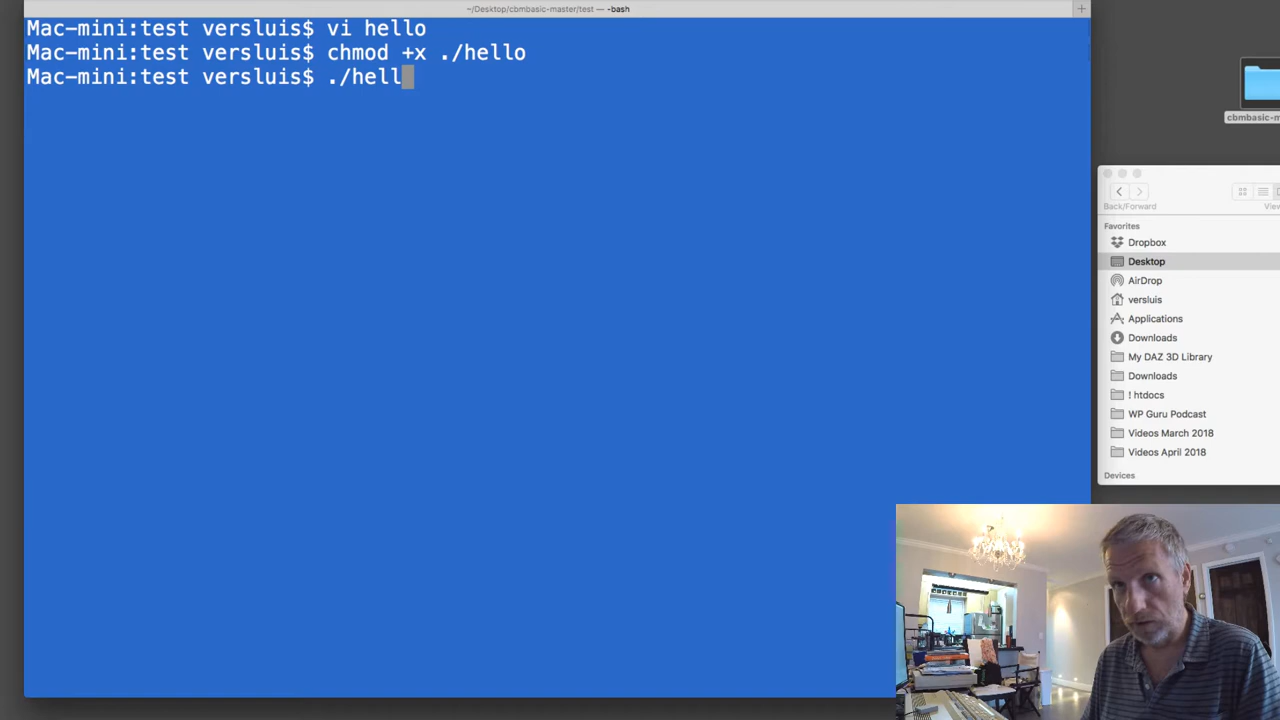 ~/Desktop/cbmbasic-master/test — -bash
Mac-mini:test versluis$ vi hello
Mac-mini:test versluis$ chmod +x ./hello
Mac-mini:test versluis$ ./hell
cbmbasic-m
Back/Forward
View
Favorites
Dropbox
Desktop
AirDrop
versluis
Applications
Downloads
My DAZ 3D Library
Downloads
! htdocs
WP Guru Podcast
Videos March 2018
Videos April 2018
Devices